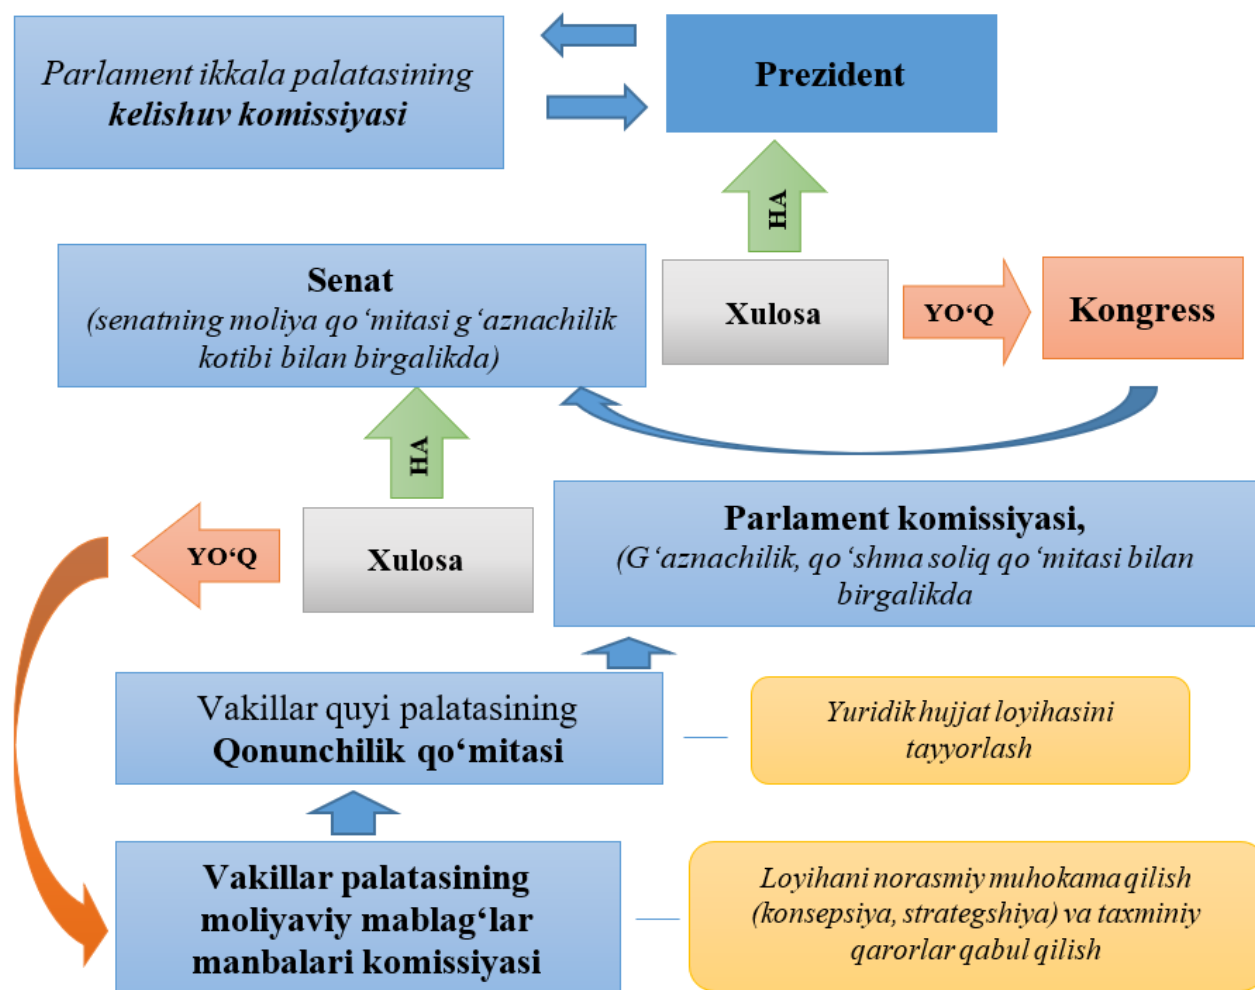 Parlament ikkala palatasining
kelishuv komissiyasi
Prezident
HA
Senat
(senatning moliya qo‘mitasi g‘aznachilik
kotibi bilan birgalikda)
Xulosa
YO‘Q
Kongress
HA
YO‘Q
Xulosa
Parlament komissiyasi,
(G‘aznachilik, qo‘shma soliq qo‘mitasi bilan
birgalikda
Vakillar quyi palatasining
Qonunchilik qo‘mitasi
Yuridik hujjat loyihasini
tayyorlash
Vakillar palatasining
moliyaviy mablag‘lar
manbalari komissiyasi
Loyihani norasmiy muhokama qilish
(konsepsiya, strategshiya) va taxminiy
qarorlar qabul qilish